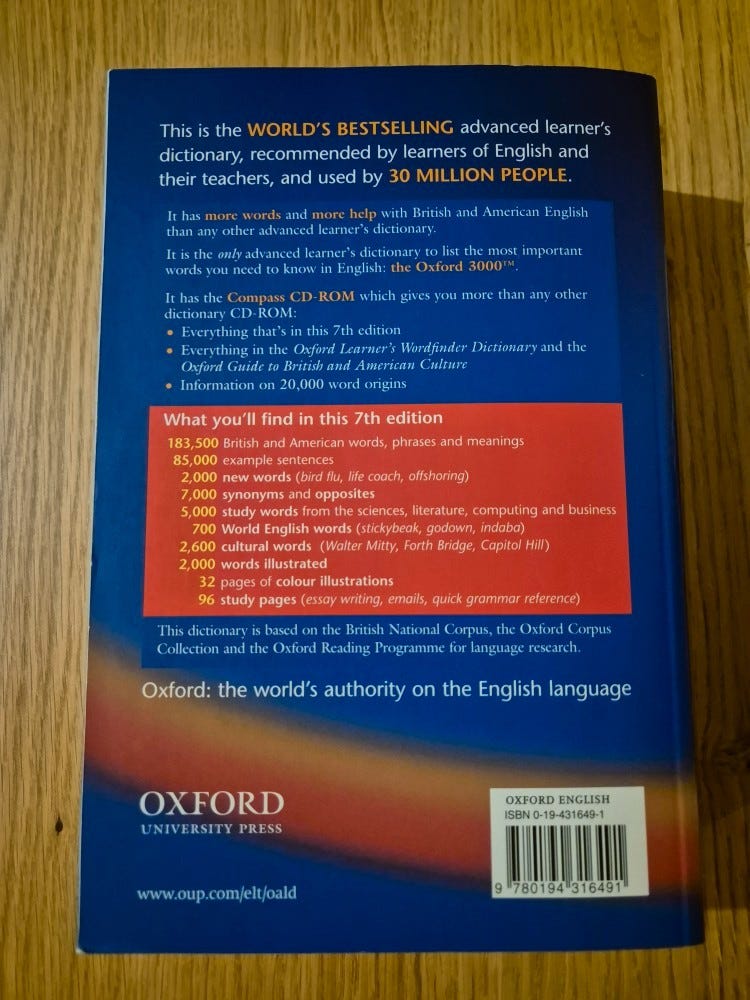 This is the WORLD'S BESTSELLING advanced learner's
dictionary, recommended by learners of English and
their teachers, and used by 30 MILLION PEOPLE.
It has more words and more help with British and American English
than any other advanced learner's dictionary.
It is the only advanced learner's dictionary to list the most important
words you need to know in English: the Oxford 3000™.
It has the Compass CD-ROM which gives you more than any other
dictionary CD-ROM:
• Everything that's in this 7th edition
• Everything in the Oxford Learner's Wordfinder Dictionary and the
Oxford Guide to British and American Culture
• Information on 20,000 word origins
What you'll find in this 7th edition
183,500 British and American words, phrases and meanings
85,000 example sentences
2,000 new words (bird flu, life coach, offshoring)
7,000 synonyms and opposites
5,000 study words from the sciences, literature, computing and business
700 World English words (stickybeak, godown, indaba)
2,600 cultural words (Walter Mitty, Forth Bridge, Capitol Hill)
2,000 words illustrated
32 pages of colour illustrations
96 study pages (essay writing, emails, quick grammar reference)
This dictionary is based on the British National Corpus, the Oxford Corpus
Collection and the Oxford Reading Programme for language research.
Oxford: the world's authority on the English language
OXFORD
UNIVERSITY PRESS
www.oup.com/elt/oald
OXFORD ENGLISH
ISBN 0-19-431649-1
9 780194 316491